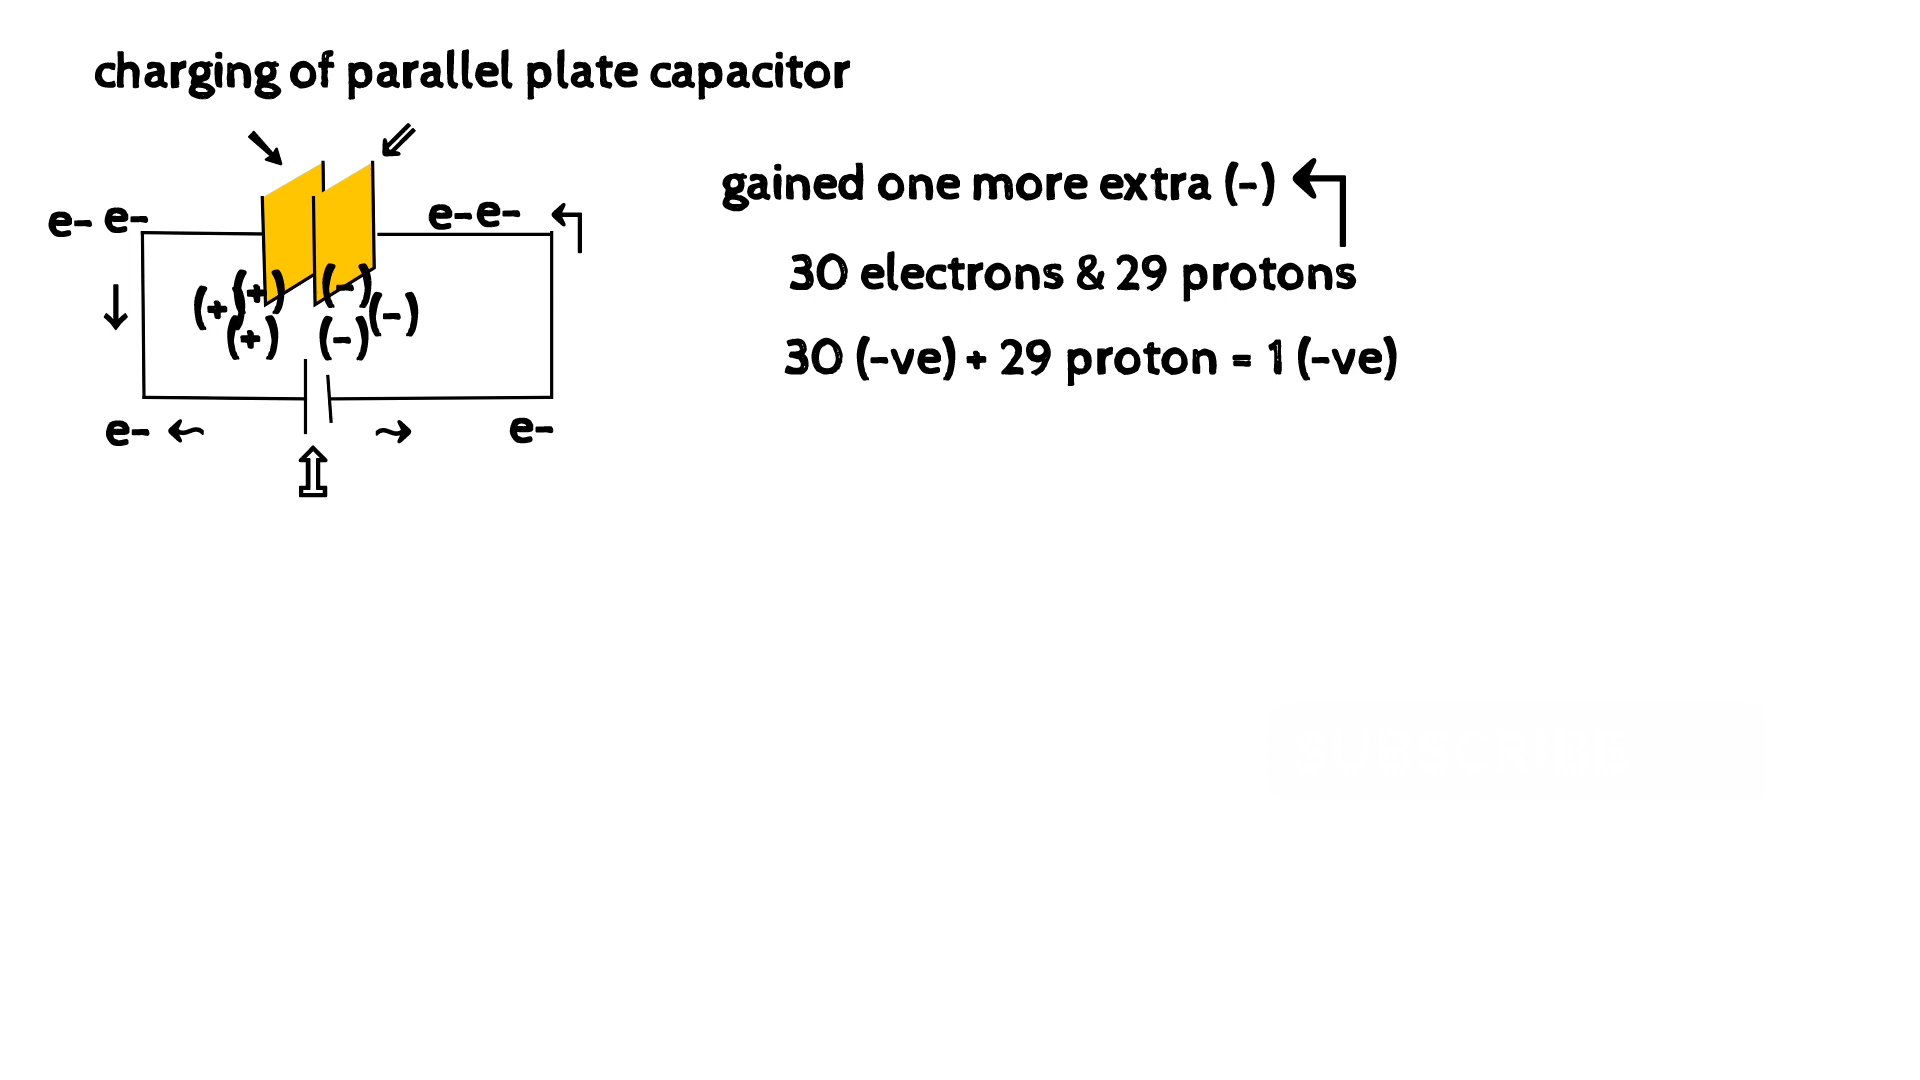 charging of parallel plate capacitor
gained one more extra (-)
e- e-
e- e-
30 electrons & 29 protons
(+) (+) (-) (-)
(+) (-)
30 (-ve) + 29 proton = 1 (-ve)
e-
e-